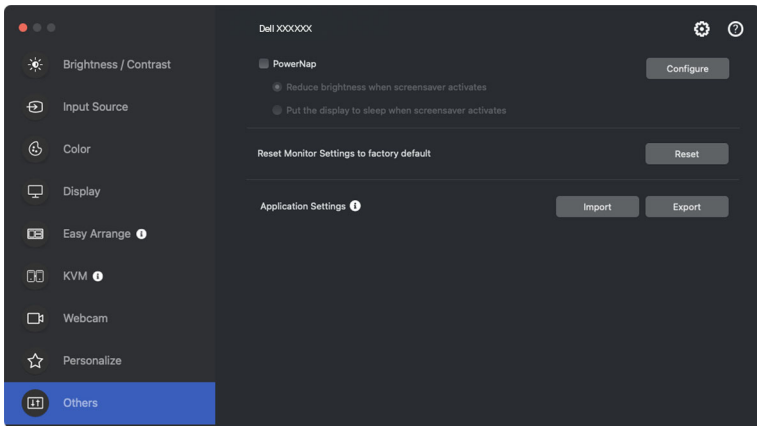 Dell XXXXXX
Brightness / Contrast
Input Source
Color
Display
Easy Arrange
KVM
Webcam
Personalize
Others
PowerNap
Configure
Reduce brightness when screensaver activates
Put the display to sleep when screensaver activates
Reset Monitor Settings to factory default
Reset
Application Settings
Import
Export